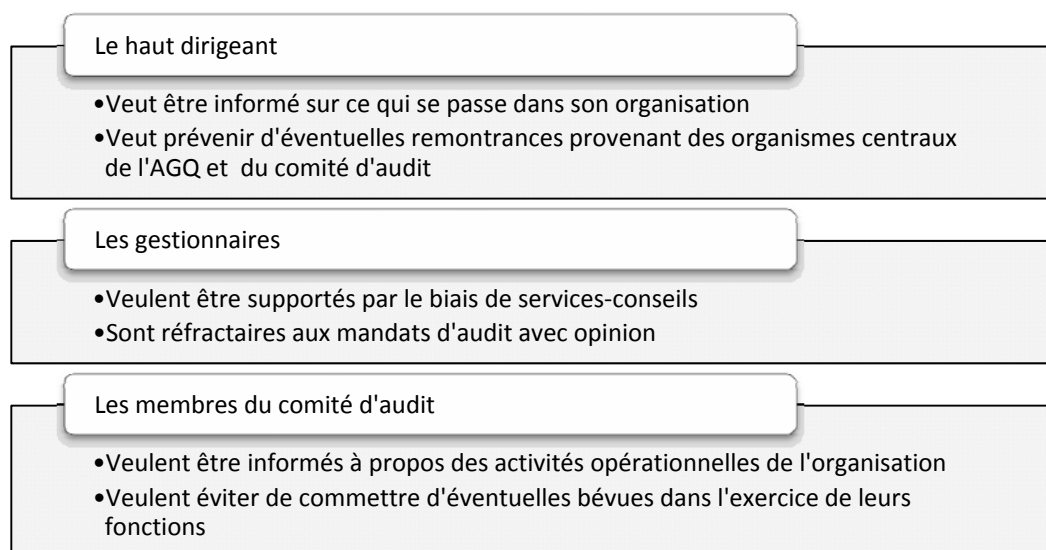 Le haut dirigeant
•Veut être informé sur ce qui se passe dans son organisation
•Veut prévenir d'éventuelles remontrances provenant des organismes centraux
de l'AGQ et  du comité d'audit
Les gestionnaires
•Veulent être supportés par le biais de services-conseils
•Sont réfractaires aux mandats d'audit avec opinion
Les membres du comité d'audit
•Veulent être informés à propos des activités opérationnelles de l'organisation
•Veulent éviter de commettre d'éventuelles bévues dans l'exercice de leurs
fonctions